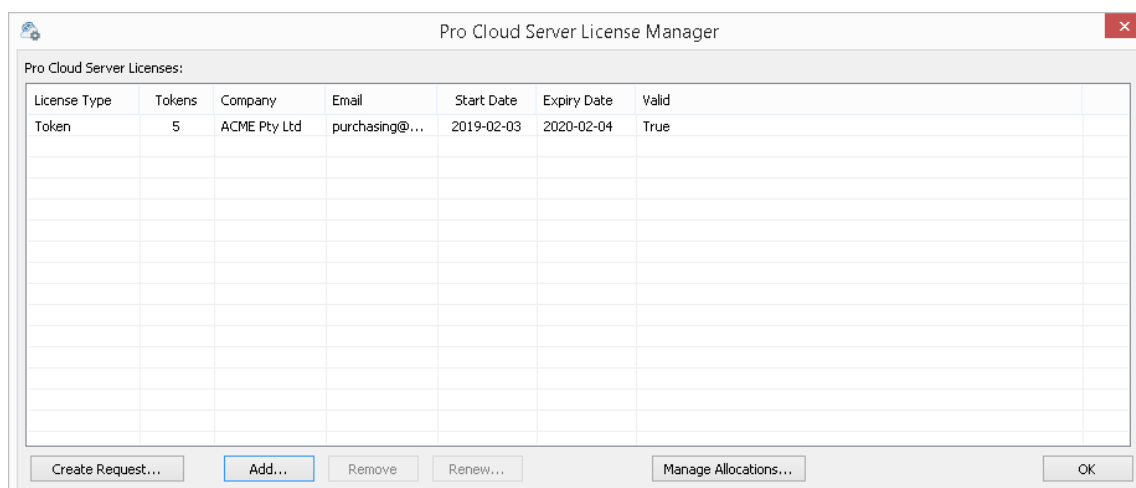 Pro Cloud Server License Manager
Pro Cloud Server Licenses:
License Type Tokens Company Email Start Date Expiry Date Valid
Token 5 ACME Pty Ltd purchasing@... 2019-02-03 2020-02-04 True
Create Request... Add... Remove Renew... Manage Allocations... OK